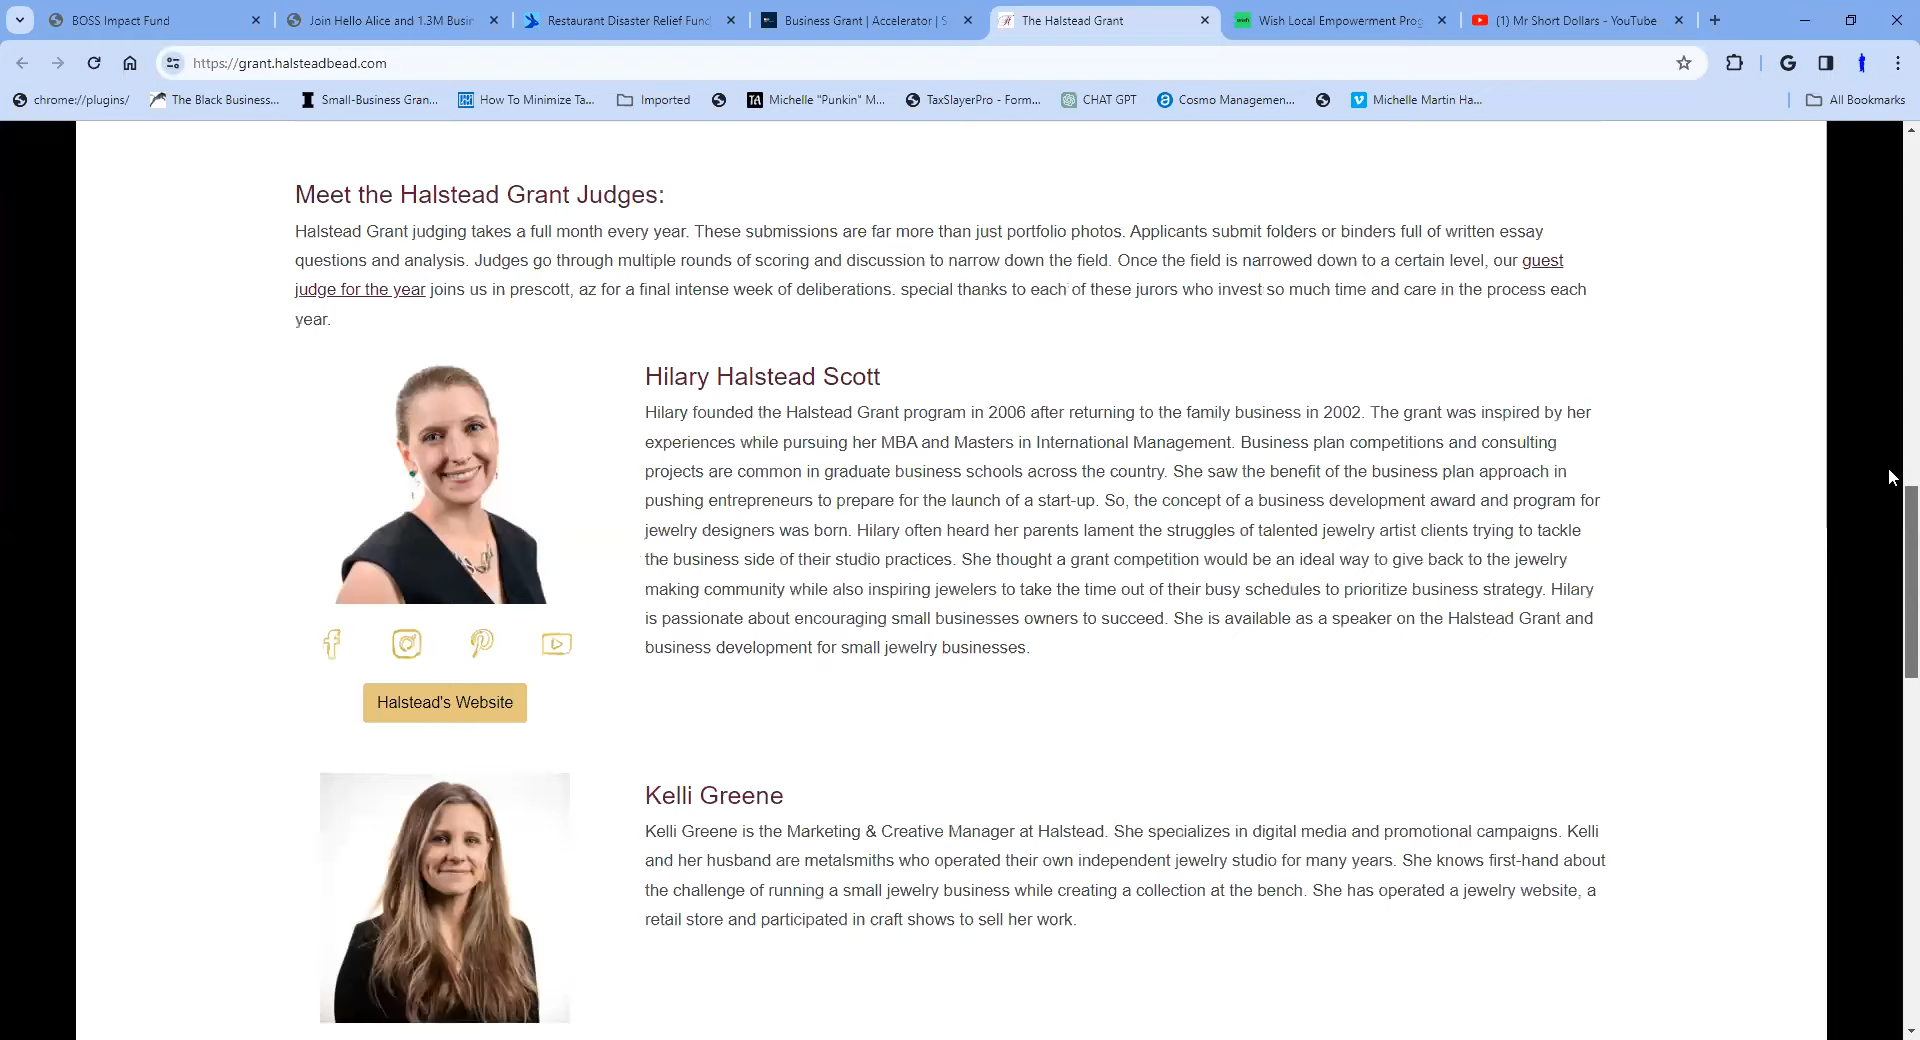 BOSS Impact Fund
Join Hello Alice and 1.3M Busin
Restaurant Disaster Relief Fund
Business Grant | Accelerator | S
The Halstead Grant
wish
Wish Local Empowerment Prog
(1) Mr Short Dollars - YouTube
https://grant.halsteadbead.com
chrome://plugins/
The Black Business...
Small-Business Gran...
How To Minimize Ta...
Imported
TA
Michelle "Punkin" M...
TaxSlayerPro - Form...
CHAT GPT
Cosmo Managemen...
Michelle Martin Ha...
All Bookmarks
Meet the Halstead Grant Judges:
Halstead Grant judging takes a full month every year. These submissions are far more than just portfolio photos. Applicants submit folders or binders full of written essay
questions and analysis. Judges go through multiple rounds of scoring and discussion to narrow down the field. Once the field is narrowed down to a certain level, our guest
judge for the year joins us in prescott, az for a final intense week of deliberations. special thanks to each of these jurors who invest so much time and care in the process each
year.
Hilary Halstead Scott
Hilary founded the Halstead Grant program in 2006 after returning to the family business in 2002. The grant was inspired by her
experiences while pursuing her MBA and Masters in International Management. Business plan competitions and consulting
projects are common in graduate business schools across the country. She saw the benefit of the business plan approach in
pushing entrepreneurs to prepare for the launch of a start-up. So, the concept of a business development award and program for
jewelry designers was born. Hilary often heard her parents lament the struggles of talented jewelry artist clients trying to tackle
the business side of their studio practices. She thought a grant competition would be an ideal way to give back to the jewelry
making community while also inspiring jewelers to take the time out of their busy schedules to prioritize business strategy. Hilary
is passionate about encouraging small businesses owners to succeed. She is available as a speaker on the Halstead Grant and
business development for small jewelry businesses.
Halstead's Website
Kelli Greene
Kelli Greene is the Marketing & Creative Manager at Halstead. She specializes in digital media and promotional campaigns. Kelli
and her husband are metalsmiths who operated their own independent jewelry studio for many years. She knows first-hand about
the challenge of running a small jewelry business while creating a collection at the bench. She has operated a jewelry website, a
retail store and participated in craft shows to sell her work.